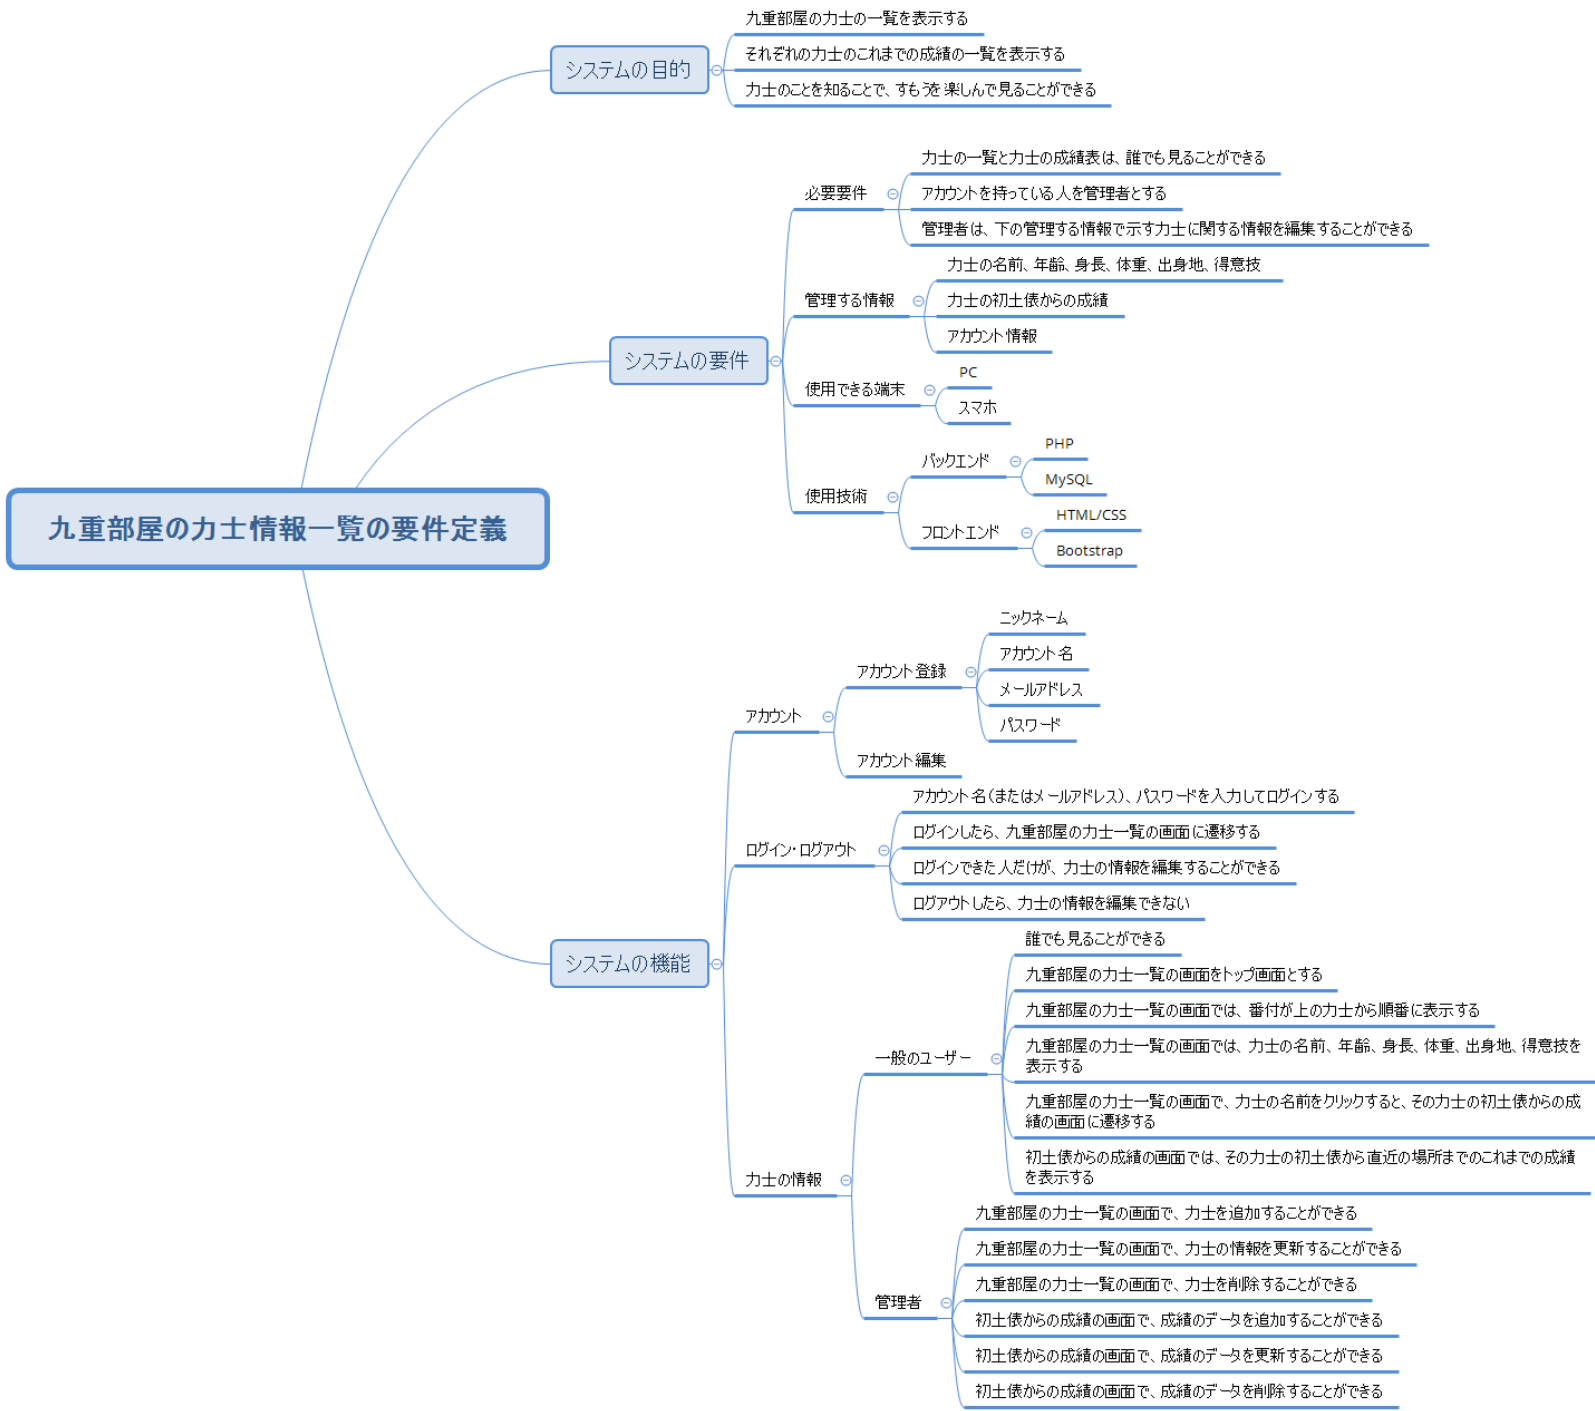 九重部屋の力士情報一覧の要件定義
システムの目的
九重部屋の力士の一覧を表示する
それぞれの力士のこれまでの成績の一覧を表示する
力士のことを知ることで、すもうを楽しんで見ることができる
システムの要件
必要要件
力士の一覧と力士の成績表は、誰でも見ることができる
アカウントを持っている人を管理者とする
管理者は、下の管理する情報で示す力士に関する情報を編集することができる
管理する情報
力士の名前、年齢、身長、体重、出身地、得意技
力士の初土俵からの成績
アカウント情報
使用できる端末
PC
スマホ
使用技術
バックエンド
PHP
MySQL
フロントエンド
HTML/CSS
Bootstrap
システムの機能
アカウント
アカウント登録
ニックネーム
アカウント名
メールアドレス
パスワード
アカウント編集
ログイン・ログアウト
アカウント名(またはメールアドレス)、パスワードを入力してログインする
ログインしたら、九重部屋の力士一覧の画面に遷移する
ログインできた人だけが、力士の情報を編集することができる
ログアウトしたら、力士の情報を編集できない
力士の情報
一般のユーザー
誰でも見ることができる
九重部屋の力士一覧の画面をトップ画面とする
九重部屋の力士一覧の画面では、番付が上の力士から順番に表示する
九重部屋の力士一覧の画面では、力士の名前、年齢、身長、体重、出身地、得意技を
表示する
九重部屋の力士一覧の画面で、力士の名前をクリックすると、その力士の初土俵からの成
績の画面に遷移する
初土俵からの成績の画面では、その力士の初土俵から直近の場所までのこれまでの成績
を表示する
管理者
九重部屋の力士一覧の画面で、力士を追加することができる
九重部屋の力士一覧の画面で、力士の情報を更新することができる
九重部屋の力士一覧の画面で、力士を削除することができる
初土俵からの成績の画面で、成績のデータを追加することができる
初土俵からの成績の画面で、成績のデータを更新することができる
初土俵からの成績の画面で、成績のデータを削除することができる